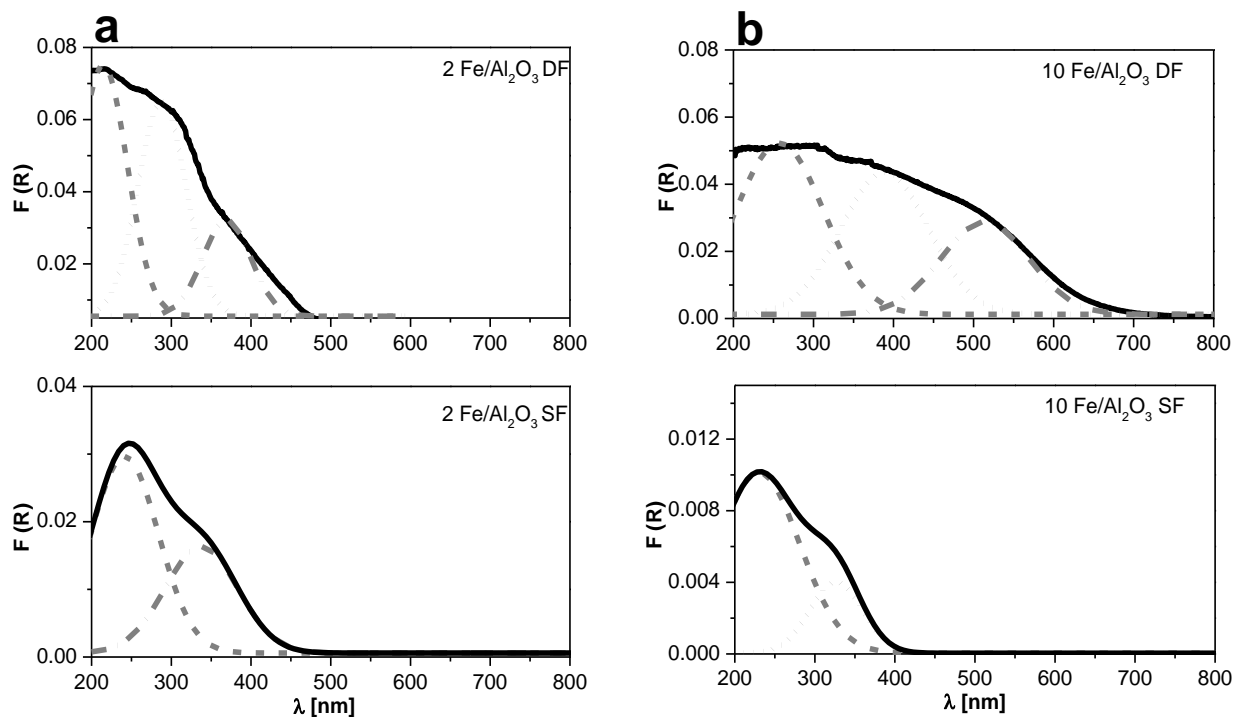 a
0.08
0.06
0.04
0.02
F (R)
2 Fe/Al₂O₃ DF
200 300 400 500 600 700 800
0.04
0.02
0.00
F (R)
2 Fe/Al₂O₃ SF
200 300 400 500 600 700 800
λ [nm]
b
0.08
0.06
0.04
0.02
0.00
F (R)
10 Fe/Al₂O₃ DF
200 300 400 500 600 700 800
0.012
0.008
0.004
0.000
F (R)
10 Fe/Al₂O₃ SF
200 300 400 500 600 700 800
λ [nm]